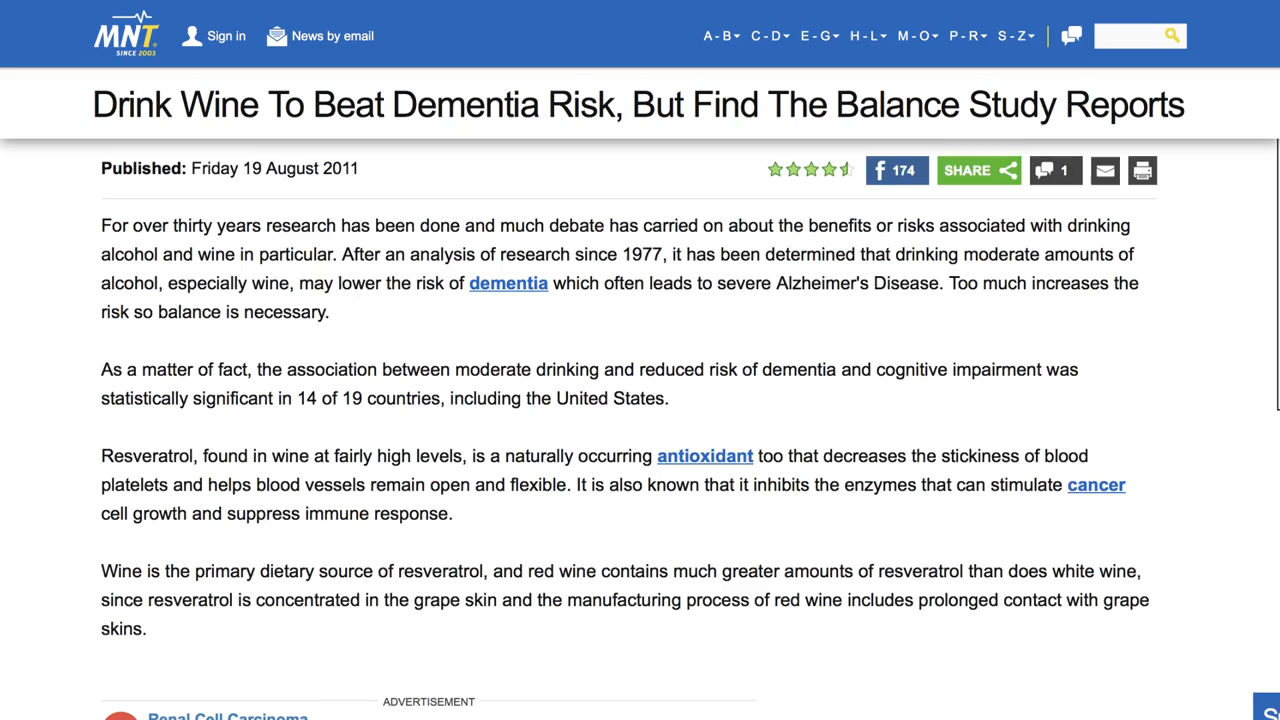 MNT Sign in News by email A-B C-D E-G H-L M-O P-R S-Z
SINCE 2003
Drink Wine To Beat Dementia Risk, But Find The Balance Study Reports
Published: Friday 19 August 2011 f 174 SHARE 1
For over thirty years research has been done and much debate has carried on about the benefits or risks associated with drinking
alcohol and wine in particular. After an analysis of research since 1977, it has been determined that drinking moderate amounts of
alcohol, especially wine, may lower the risk of dementia which often leads to severe Alzheimer's Disease. Too much increases the
risk so balance is necessary.
As a matter of fact, the association between moderate drinking and reduced risk of dementia and cognitive impairment was
statistically significant in 14 of 19 countries, including the United States.
Resveratrol, found in wine at fairly high levels, is a naturally occurring antioxidant too that decreases the stickiness of blood
platelets and helps blood vessels remain open and flexible. It is also known that it inhibits the enzymes that can stimulate cancer
cell growth and suppress immune response.
Wine is the primary dietary source of resveratrol, and red wine contains much greater amounts of resveratrol than does white wine,
since resveratrol is concentrated in the grape skin and the manufacturing process of red wine includes prolonged contact with grape
skins.
ADVERTISEMENT
Renal Cell Carcinoma